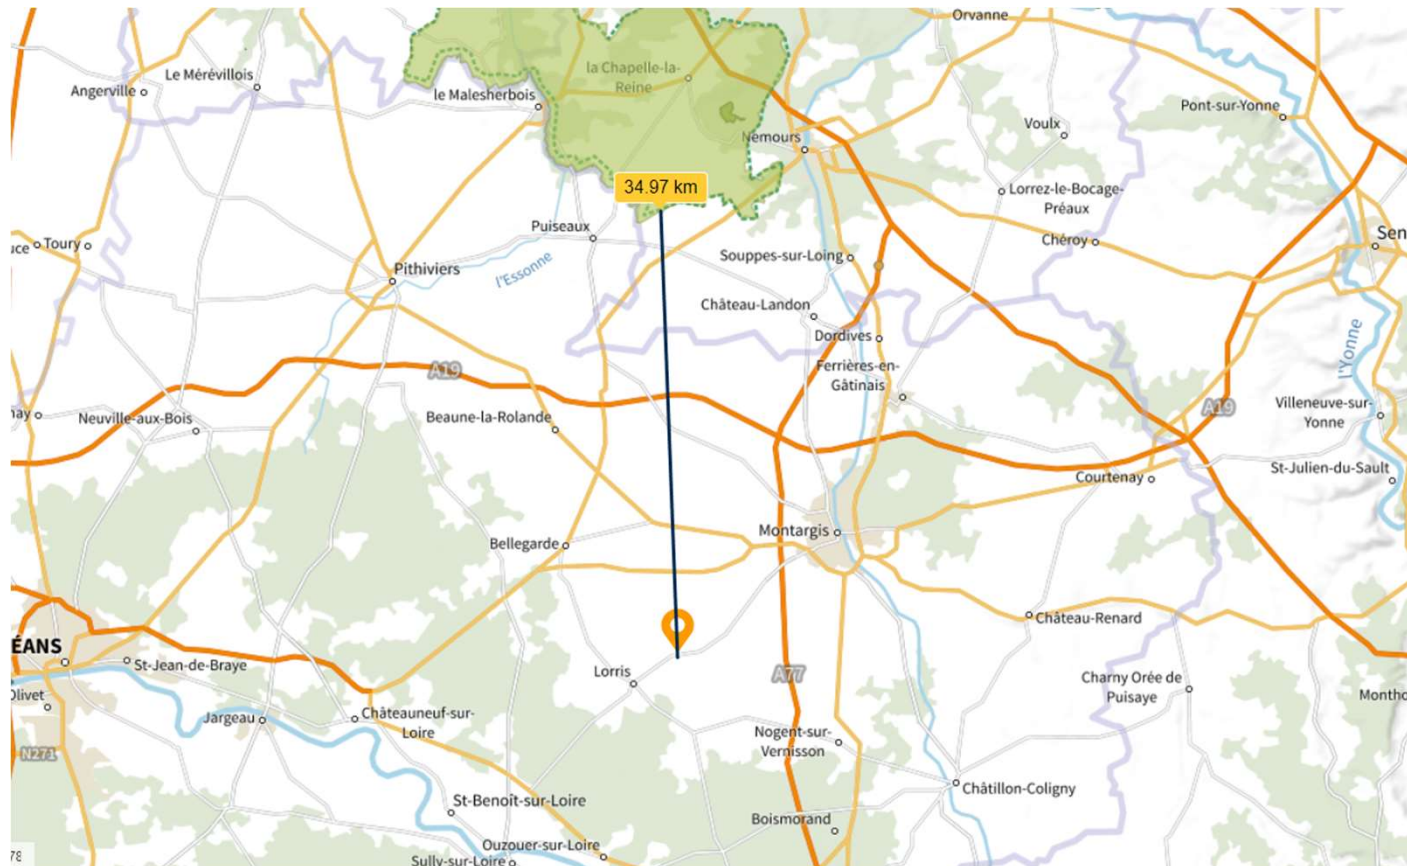 Orvanne
la Chapelle-la-
Reine
Le Mérévillois
Angerville
le Malesherbois
Pont-sur-Yonne
Voulx
Nemours
34.97 km
Lorrez-le-Bocage-
Préaux
Puiseaux
Sen
uce
Toury
Chéroy
Souppes-sur-Loing
Pithiviers
l'Essonne
Château-Landon
Dordives
l'Yonne
Ferrières-en-
Gâtinais
A19
A19
Villeneuve-sur-
Yonne
nay
Neuville-aux-Bois
Beaune-la-Rolande
St-Julien-du-Sault
Courtenay
Montargis
Bellegarde
Château-Renard
ÉANS
St-Jean-de-Braye
Lorris
A77
Charny Orée de
Puisaye
Olivet
Montho
Jargeau
Châteauneuf-sur-
Loire
Nogent-sur-
Vernisson
N271
Châtillon-Coligny
St-Benoît-sur-Loire
Boismorand
Ouzouer-sur-Loire
Sully-sur-Loire
78